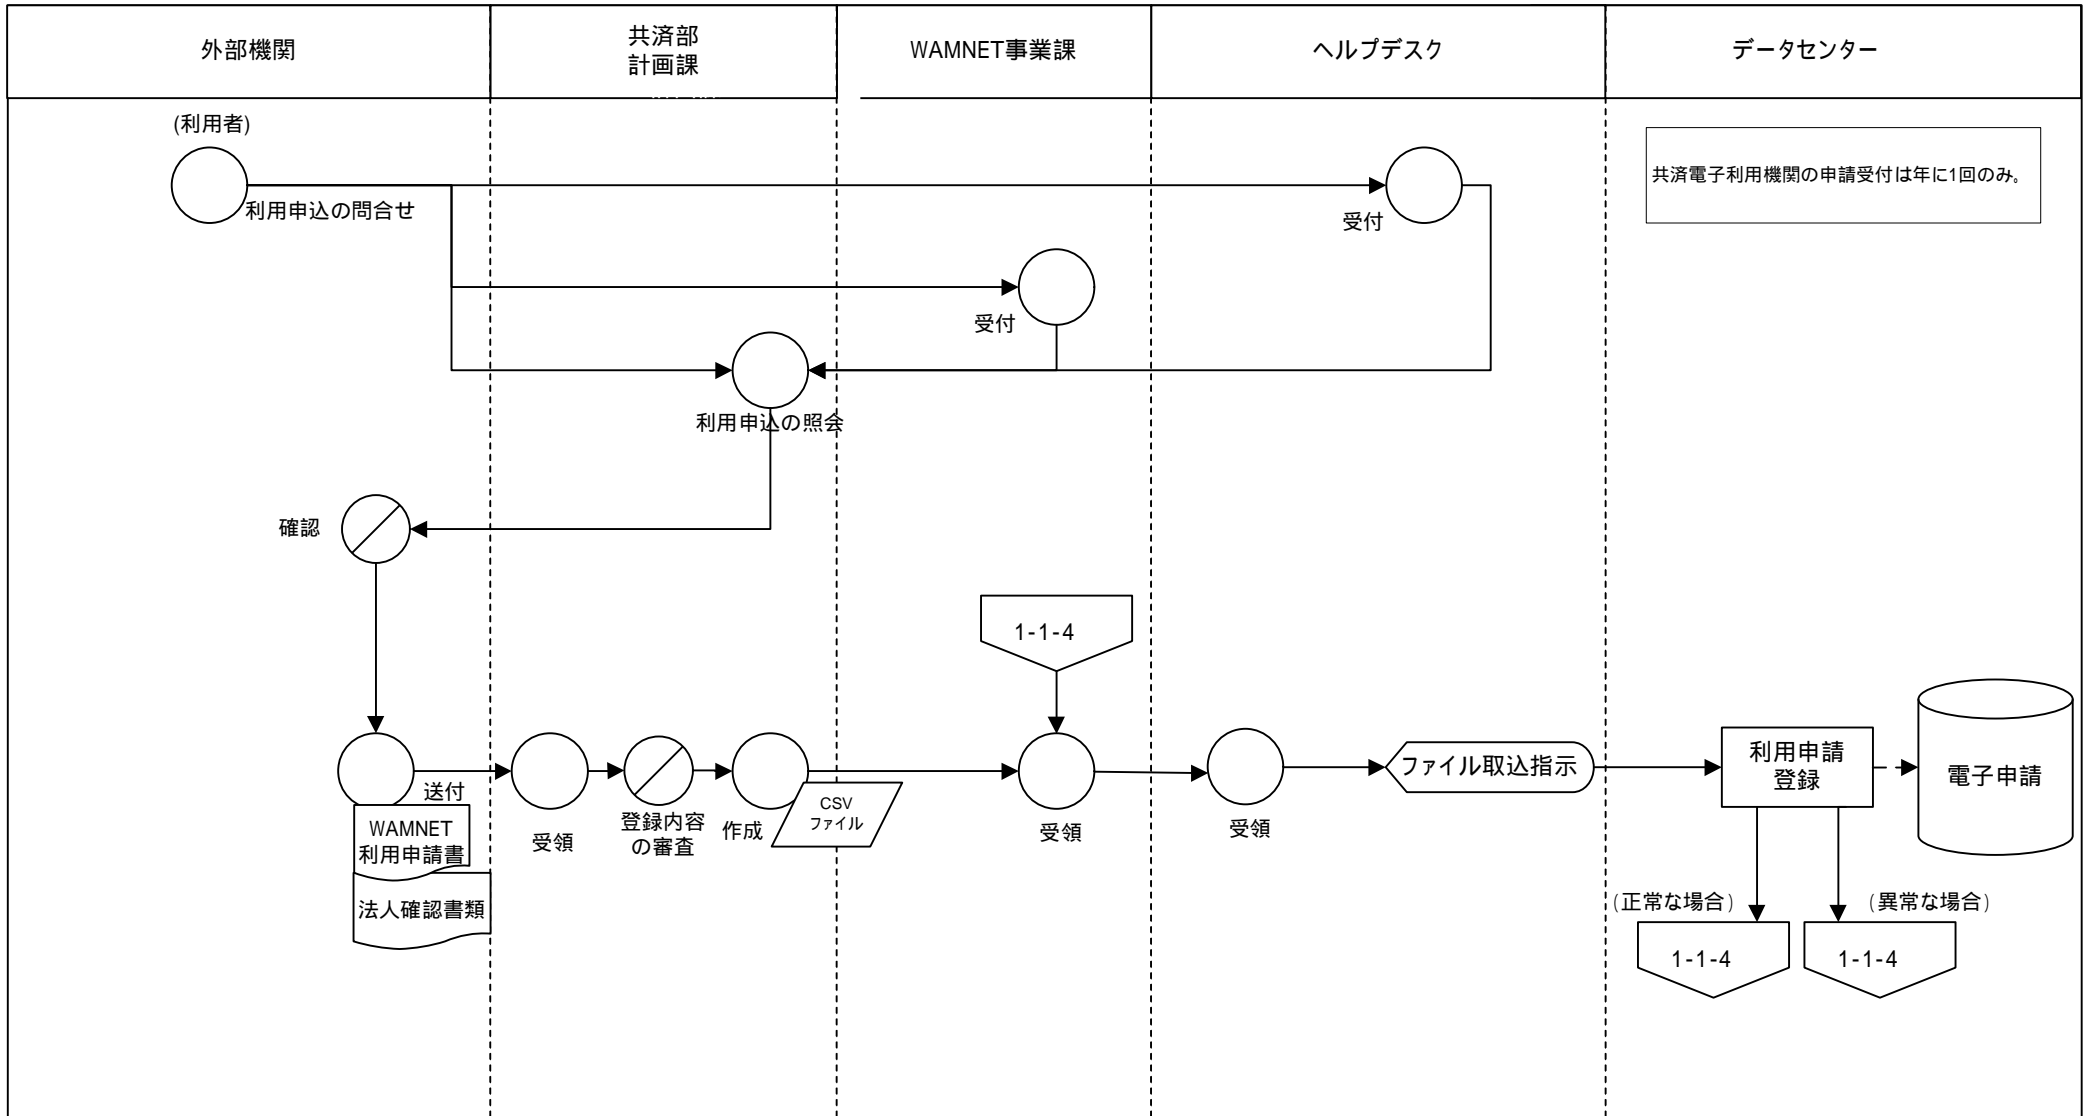 外部機関
共済部
計画課
WAMNET事業課
ヘルプデスク
データセンター
(利用者)
利用申込の問合せ
受付
共済電子利用機関の申請受付は年に1回のみ。
受付
利用申込の照会
確認
1-1-4
送付
WAMNET
利用申請書
法人確認書類
受領
登録内容
の審査
作成
CSV
ファイル
受領
受領
ファイル取込指示
利用申請
登録
電子申請
(正常な場合)
(異常な場合)
1-1-4
1-1-4